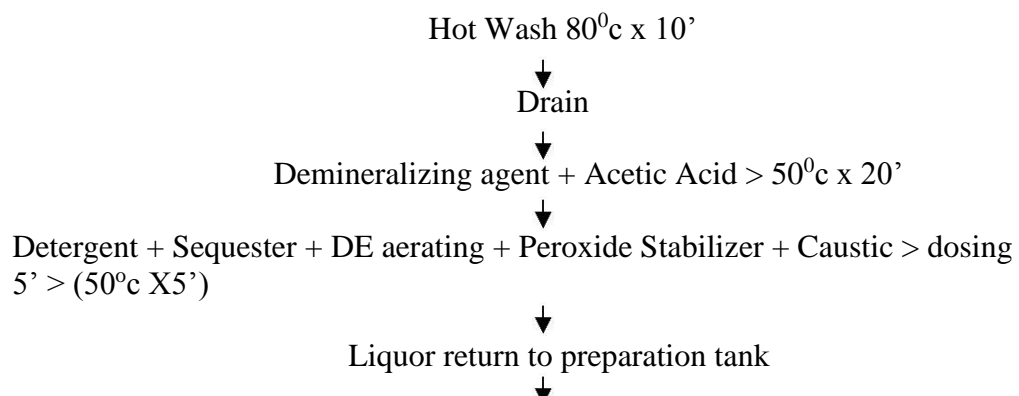 Hot Wash 80⁰c x 10’
Drain
Demineralizing agent + Acetic Acid > 50⁰c x 20’
Detergent + Sequester + DE aerating + Peroxide Stabilizer + Caustic > dosing
5’ > (50ºc X5’)
Liquor return to preparation tank